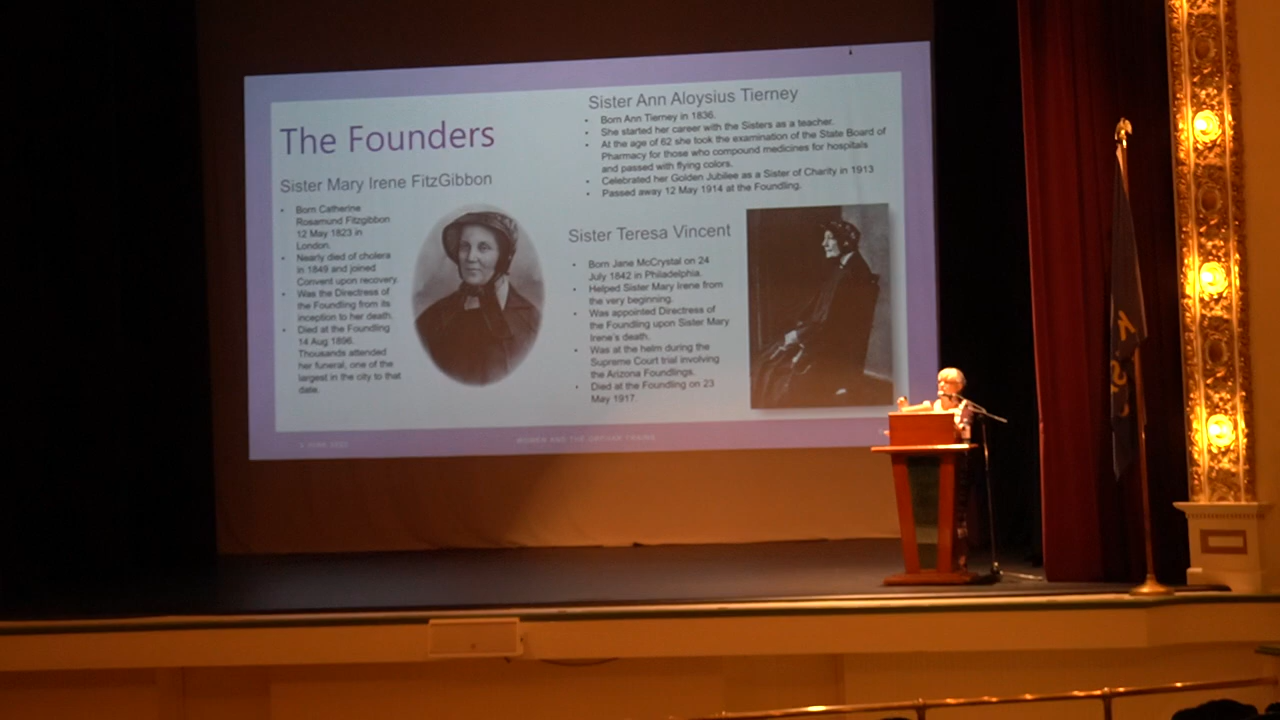 The Founders
Sister Mary Irene FitzGibbon
• Born Catherine
Rosamund Fitzgibbon
12 May 1823 in
London.
• Nearly died of cholera
in 1849 and joined
Convent upon recovery.
• Was the Directress of
the Foundling from its
inception to her death.
• Died at the Foundling
14 Aug 1896.
Thousands attended
her funeral, one of the
largest in the city to that
date.
Sister Ann Aloysius Tierney
• Born Ann Tierney in 1836.
• She started her career with the Sisters as a teacher.
• At the age of 62 she took the examination of the State Board of
Pharmacy for those who compound medicines for hospitals
and passed with flying colors.
• Celebrated her Golden Jubilee as a Sister of Charity in 1913
• Passed away 12 May 1914 at the Foundling.
Sister Teresa Vincent
• Born Jane McCrystal on 24
July 1842 in Philadelphia.
• Helped Sister Mary Irene from
the very beginning.
• Was appointed Directress of
the Foundling upon Sister Mary
Irene's death.
• Was at the helm during the
Supreme Court trial involving
the Arizona Foundlings.
• Died at the Foundling on 23
May 1917.
WOMEN AND THE ORPHAN TRAINS